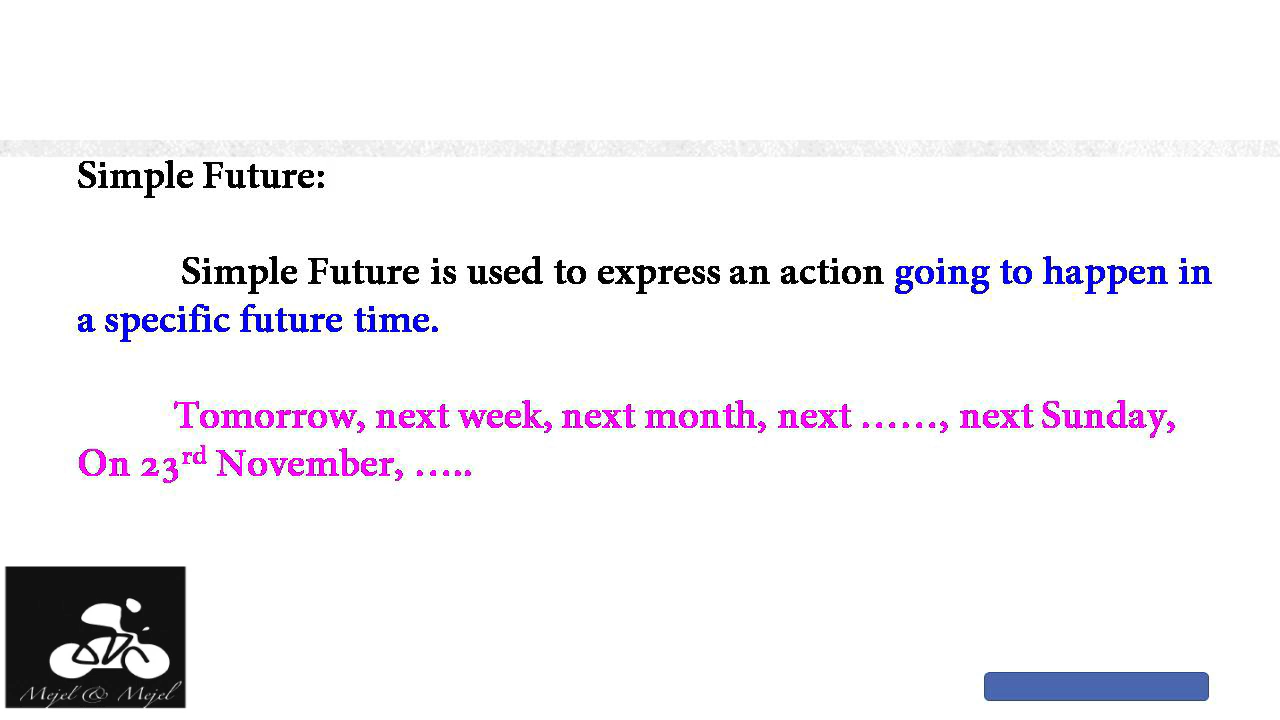 Simple Future:
Simple Future is used to express an action going to happen in
a specific future time.
Tomorrow, next week, next month, next ……, next Sunday,
On 23rd November, …..
Mejel & Mejel